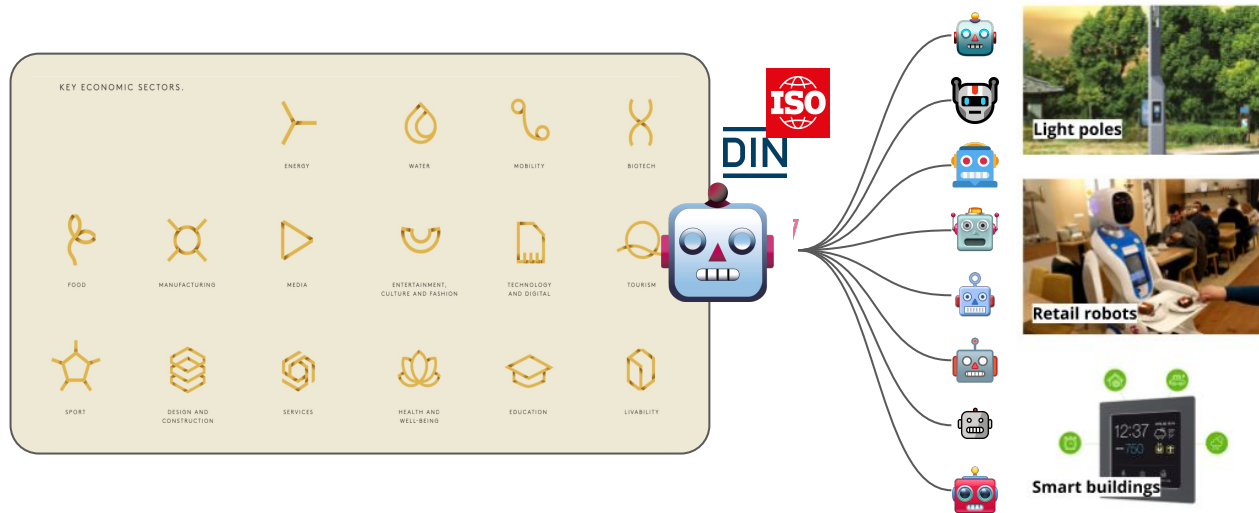 KEY ECONOMIC SECTORS.
ENERGY
WATER
MOBILITY
BIOTECH
FOOD
MANUFACTURING
MEDIA
ENTERTAINMENT,
CULTURE AND FASHION
TECHNOLOGY
AND DIGITAL
TOURISM
SPORT
DESIGN AND
CONSTRUCTION
SERVICES
HEALTH AND
WELL-BEING
EDUCATION
LIVABILITY
ISO
DIN
Light poles
Retail robots
12:37
750
Smart buildings